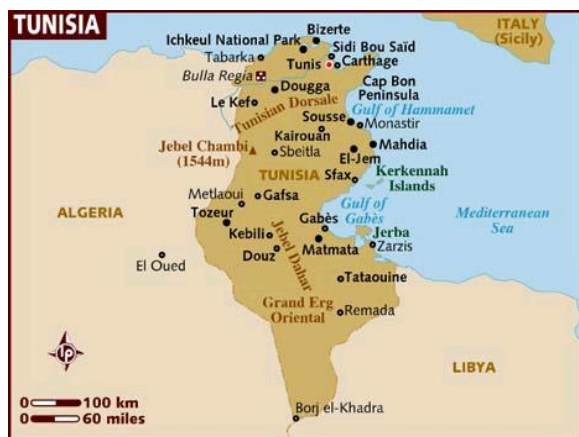 TUNISIA
ITALY
(Sicily)
Bizerte
Ichkeul National Park
Sidi Bou Saïd
Tabarka
Tunis
Carthage
Bulla Regia
Cap Bon
Peninsula
Dougga
Le Kef
Tunisian Dorsale
Gulf of Hammamet
Sousse
Monastir
Kairouan
Jebel Chambi
(1544m)
Sbeitla
Mahdia
El-Jem
TUNISIA
Sfax
Kerkennah
Islands
Metlaoui
Gafsa
ALGERIA
Tozeur
Gulf of
Gabès
Mediterranean
Sea
Gabès
Kebili
Jerba
Zarzis
Douz
Matmata
El Oued
Jebel Dahar
Tataouine
Grand Erg
Oriental
Remada
LIBYA
lp
0 100 km
0 60 miles
Borj el-Khadra